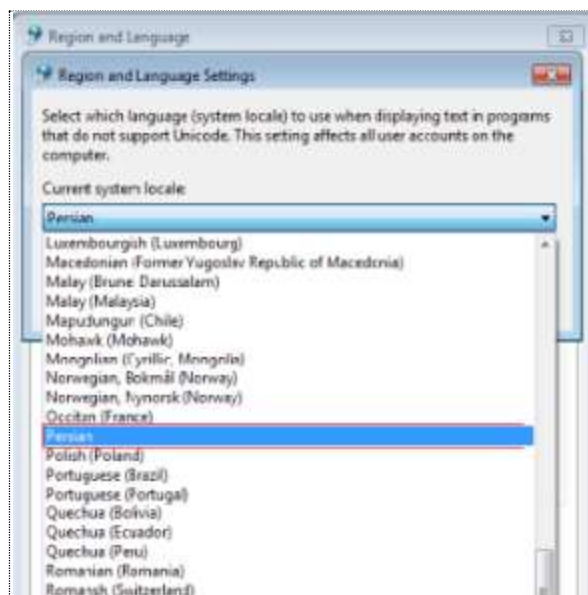 Region and Language
Region and Language Settings
Select which language (system locale) to use when displaying text in programs
that do not support Unicode. This setting affects all user accounts on the
computer.
Current system locale
Persian
Luxembourgish (Luxembourg)
Macedonian (Former Yugoslav Republic of Macedonia)
Malay (Brunei Darussalam)
Malay (Malaysia)
Mapudungun (Chile)
Mohawk (Mohawk)
Mongolian (Cyrillic, Mongolia)
Norwegian, Bokmål (Norway)
Norwegian, Nynorsk (Norway)
Occitan (France)
Persian
Polish (Poland)
Portuguese (Brazil)
Portuguese (Portugal)
Quechua (Bolivia)
Quechua (Ecuador)
Quechua (Peru)
Romanian (Romania)
Romansh (Switzerland)